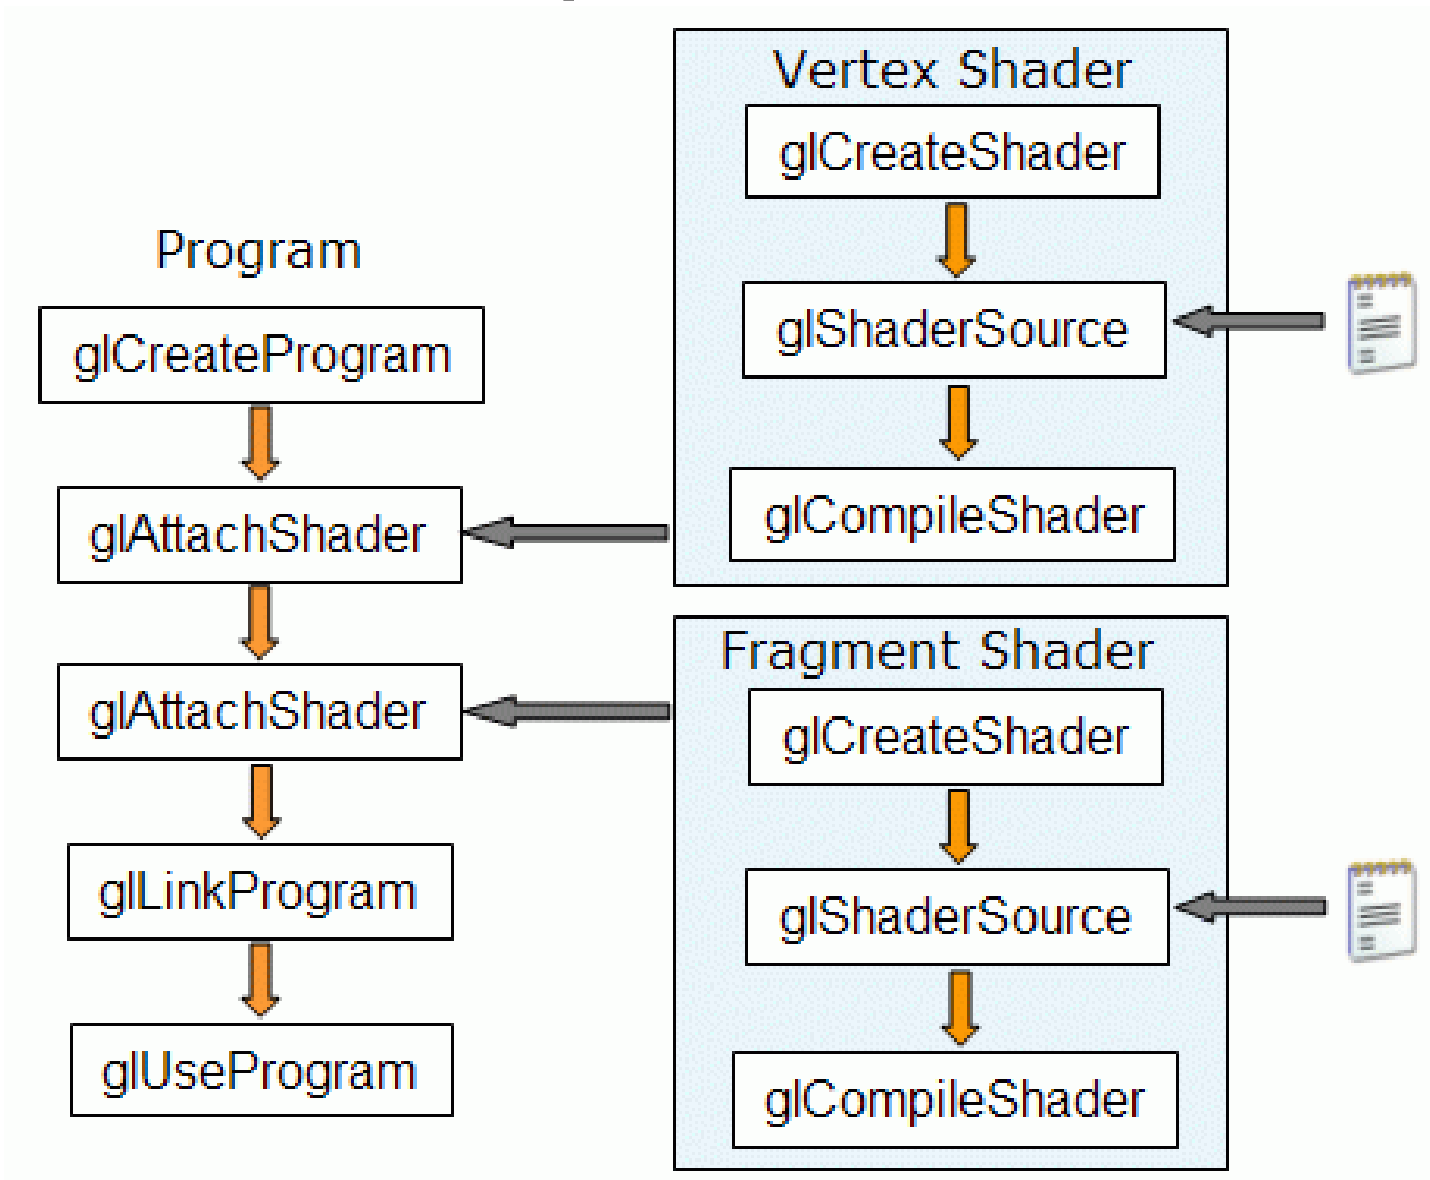 Program
glCreateProgram
glAttachShader
glAttachShader
glLinkProgram
glUseProgram
Vertex Shader
glCreateShader
glShaderSource
glCompileShader
Fragment Shader
glCreateShader
glShaderSource
glCompileShader